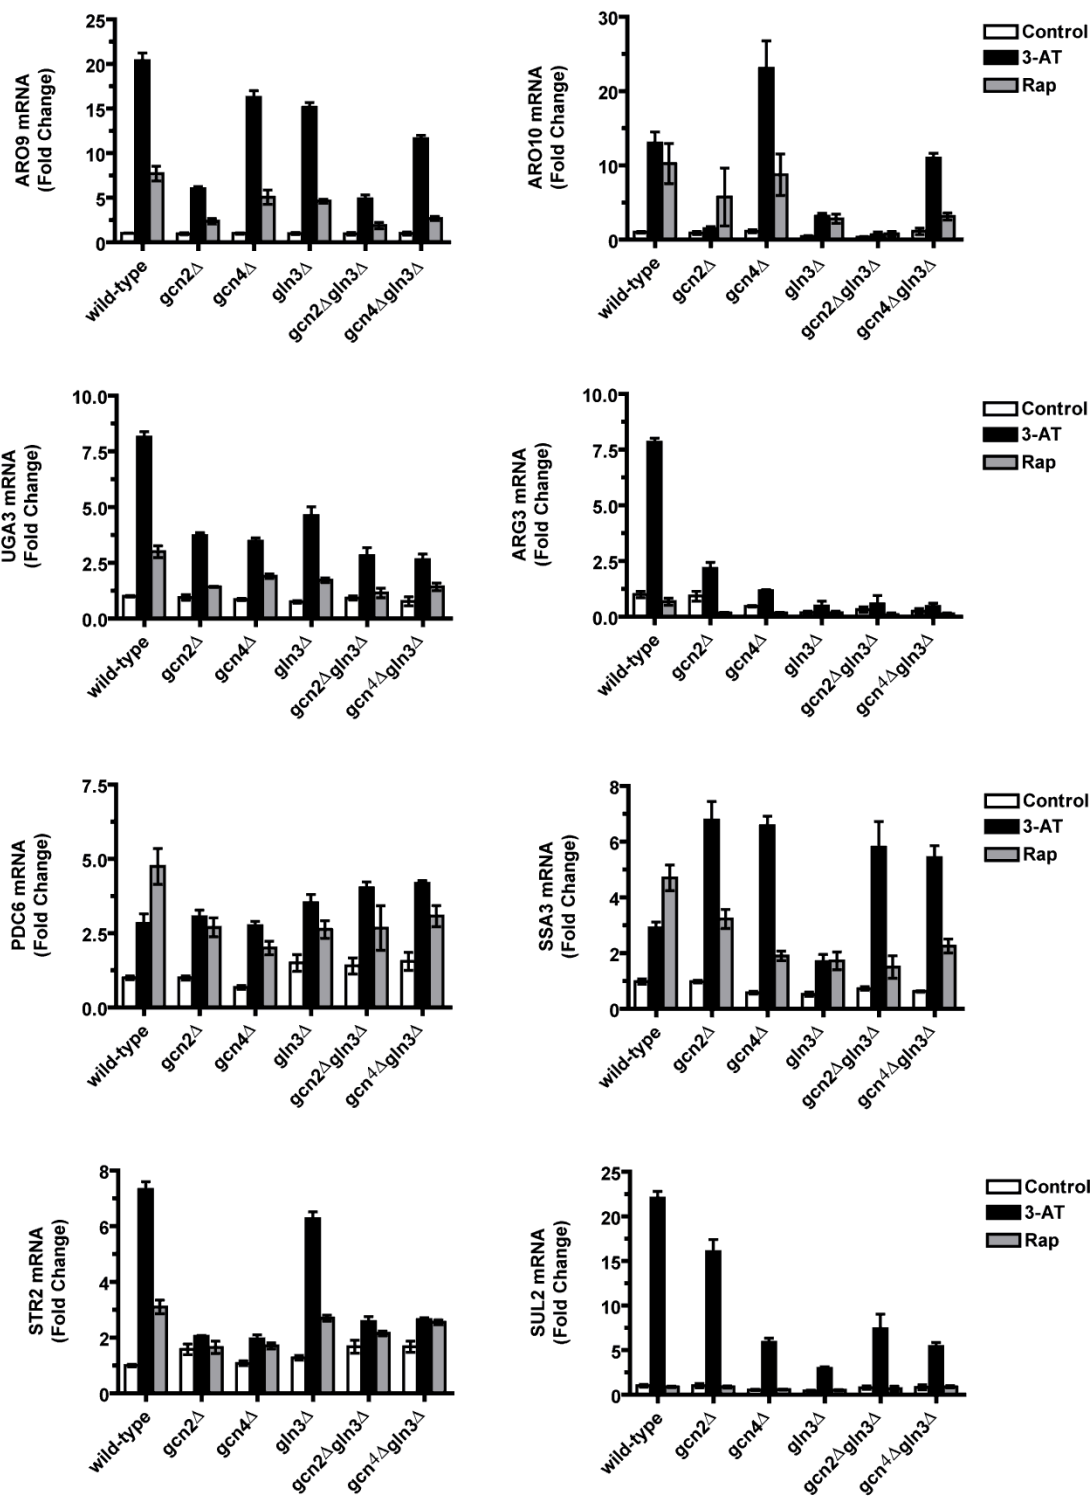 ARO9 mRNA
(Fold Change)
25
20
15
10
5
0
wild-type
gcn2Δ
gcn4Δ
gln3Δ
gcn2Δgln3Δ
gcn4Δgln3Δ
ARO10 mRNA
(Fold Change)
30
20
10
0
wild-type
gcn2Δ
gcn4Δ
gln3Δ
gcn2Δgln3Δ
gcn4Δgln3Δ
Control
3-AT
Rap
UGA3 mRNA
(Fold Change)
10.0
7.5
5.0
2.5
0.0
wild-type
gcn2Δ
gcn4Δ
gln3Δ
gcn2Δgln3Δ
gcn4Δgln3Δ
ARG3 mRNA
(Fold Change)
10.0
7.5
5.0
2.5
0.0
wild-type
gcn2Δ
gcn4Δ
gln3Δ
gcn2Δgln3Δ
gcn4Δgln3Δ
Control
3-AT
Rap
PDC6 mRNA
(Fold Change)
7.5
5.0
2.5
0.0
wild-type
gcn2Δ
gcn4Δ
gln3Δ
gcn2Δgln3Δ
gcn4Δgln3Δ
SSA3 mRNA
(Fold Change)
8
6
4
2
0
wild-type
gcn2Δ
gcn4Δ
gln3Δ
gcn2Δgln3Δ
gcn4Δgln3Δ
Control
3-AT
Rap
STR2 mRNA
(Fold Change)
8
6
4
2
0
wild-type
gcn2Δ
gcn4Δ
gln3Δ
gcn2Δgln3Δ
gcn4Δgln3Δ
SUL2 mRNA
(Fold Change)
25
20
15
10
5
0
wild-type
gcn2Δ
gcn4Δ
gln3Δ
gcn2Δgln3Δ
gcn4Δgln3Δ
Control
3-AT
Rap